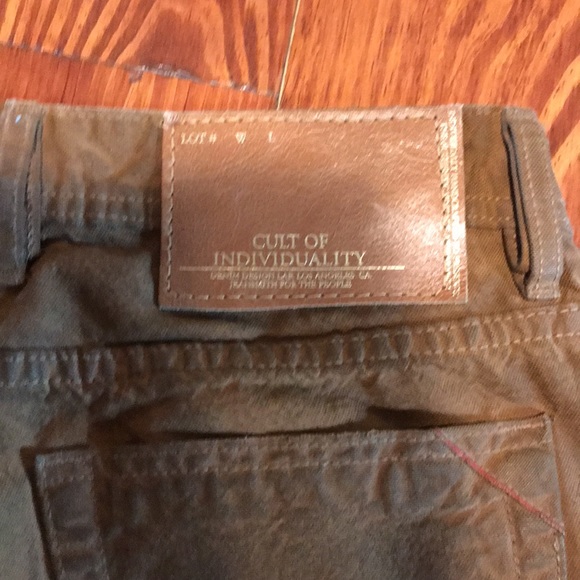 LOT# W L
CULT OF
INDIVIDUALITY
DENIM DESIGN LAB, LOS ANGELES CA
JEANSMITH FOR THE PEOPLE